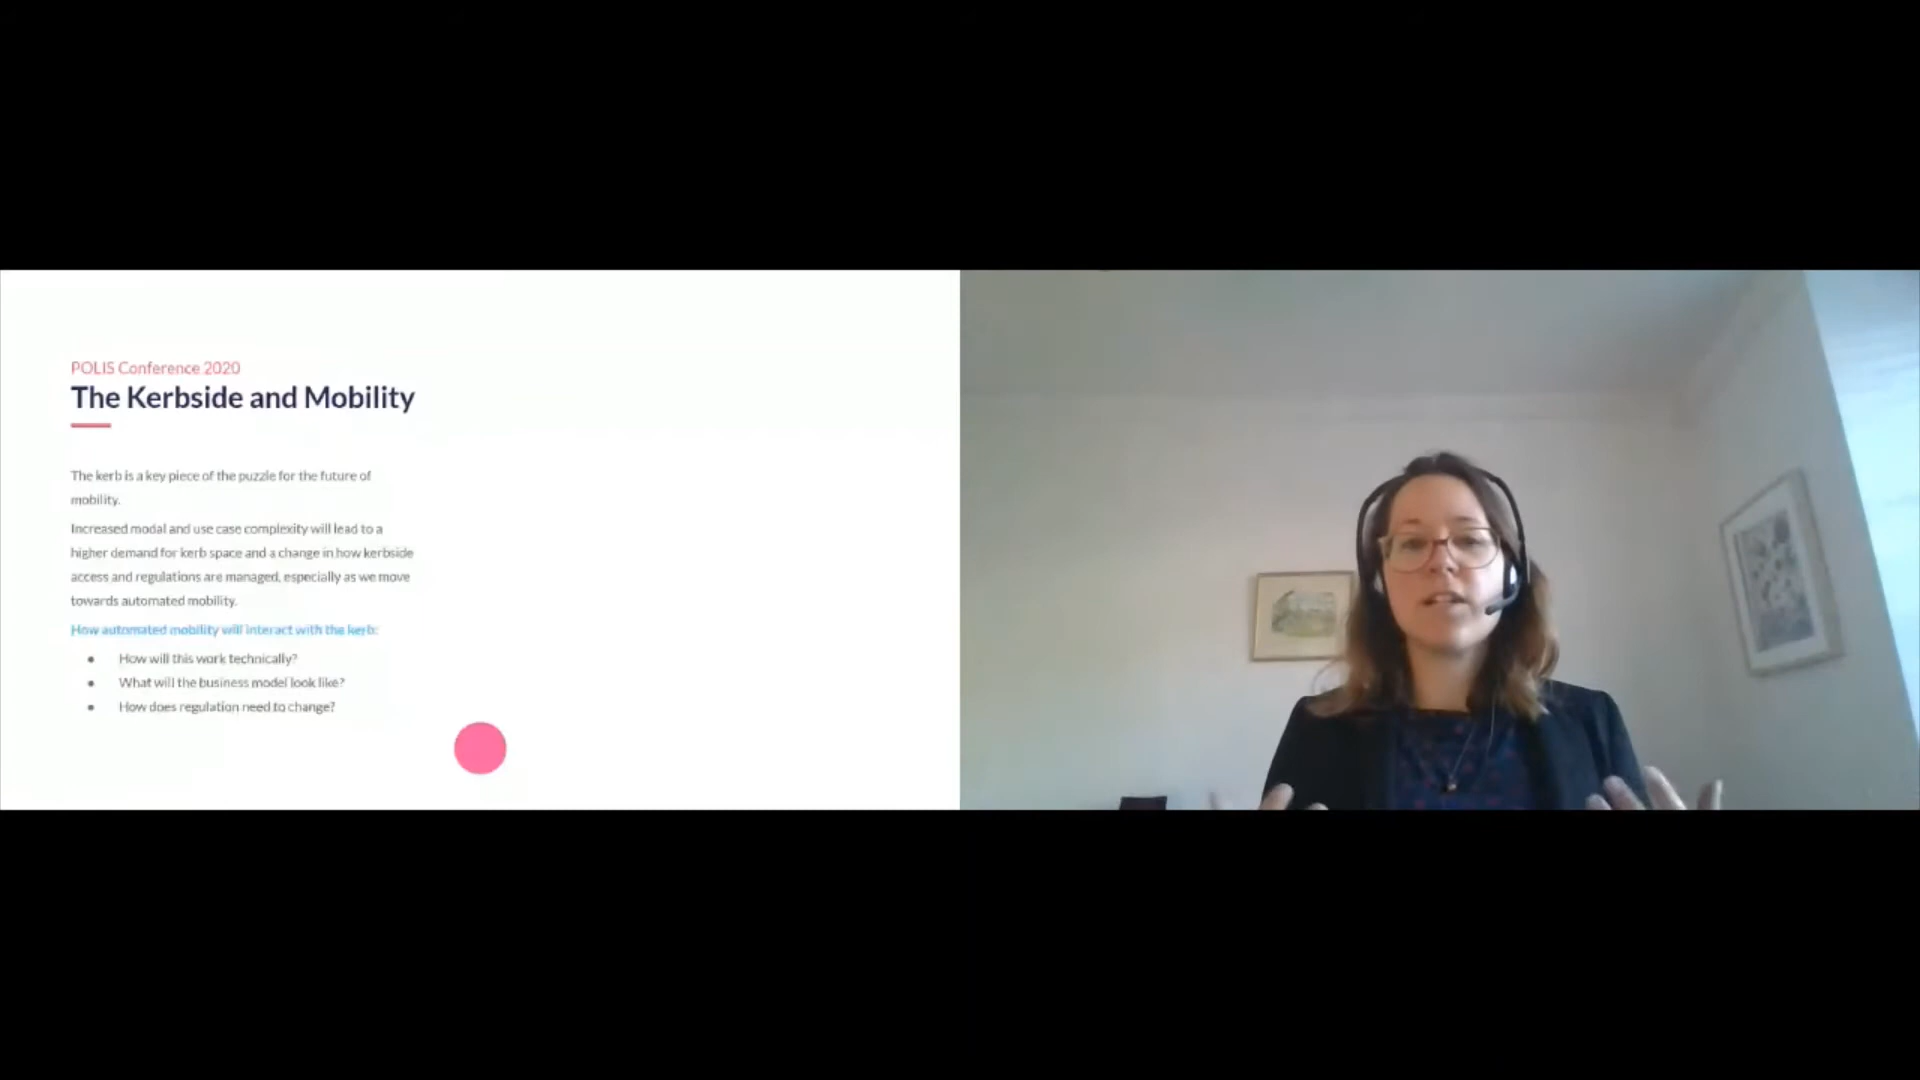 POLIS Conference 2020
The Kerbside and Mobility
The kerb is a key piece of the puzzle for the future of
mobility.
Increased modal and use case complexity will lead to a
higher demand for kerb space and a change in how kerbside
access and regulations are managed, especially as we move
towards automated mobility.
How automated mobility will interact with the kerb:
● How will this work technically?
● What will the business model look like?
● How does regulation need to change?